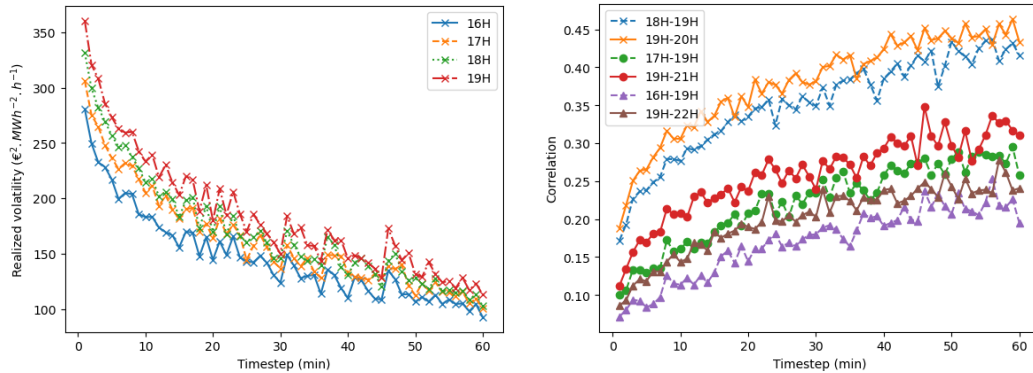 350
300
250
200
150
100
Realized volatility (€².MWh⁻².h⁻¹)
16H
17H
18H
19H
0
10
20
30
40
50
60
Timestep (min)
0.45
0.40
0.35
0.30
0.25
0.20
0.15
0.10
Correlation
18H-19H
19H-20H
17H-19H
19H-21H
16H-19H
19H-22H
0
10
20
30
40
50
60
Timestep (min)